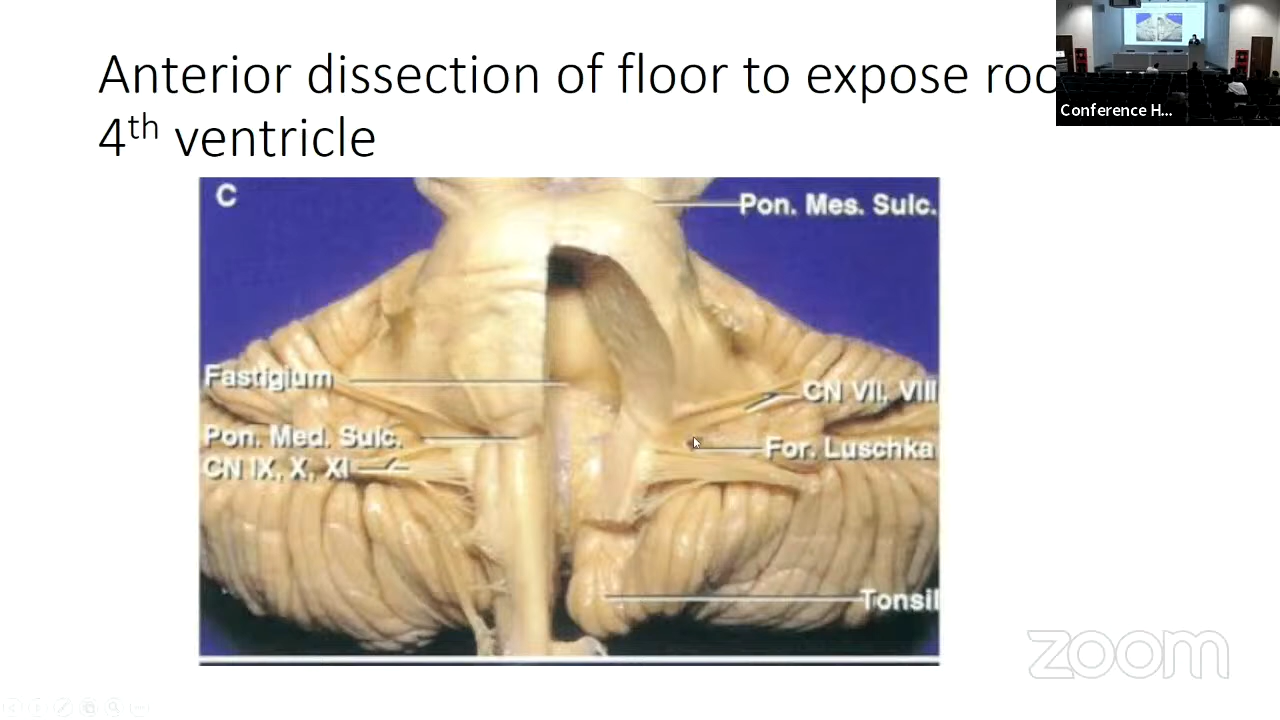 Anterior dissection of floor to expose roo
4th ventricle
Conference H...
C
Pon. Mes. Sulc.
Fastigium
CN VII, VIII
Pon. Med. Sulc.
For. Luschka
CN IX, X, XI
Tonsil
zoom